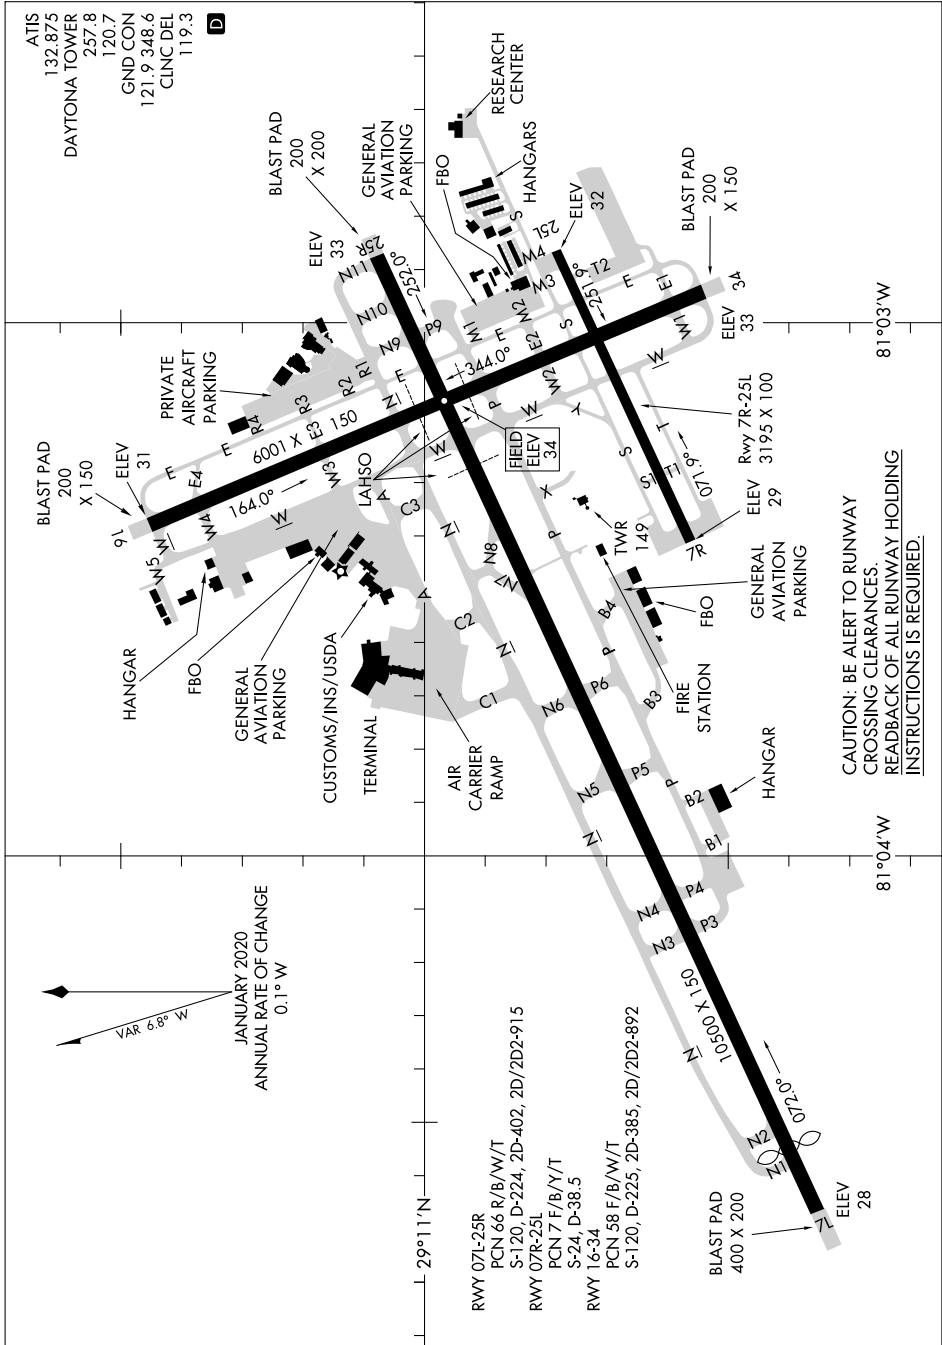 ATIS
132.875
DAYTONA TOWER
257.8
120.7
GND CON
121.9 348.6
CLNC DEL
119.3
D
BLAST PAD
200
X 200
GENERAL
AVIATION
PARKING
FBO
RESEARCH
CENTER
HANGARS
ELEV
33
25R
252.0°
N11
N10
N9
P9
M1
M2
M3
M4
S
25L
ELEV
32
BLAST PAD
200
X 150
251.9°
T2
E
E1
34
ELEV
33
W1
W
81°03'W
PRIVATE
AIRCRAFT
PARKING
R1
R2
R3
R4
E
E
E3
E4
E
E
E2
S
344.0°
P
W2
W
Y
BLAST PAD
200
X 150
ELEV
31
16
6001 X 150
164.0°
W
W5
W4
W3
W
W
N
LAHSO
A
C3
N
FIELD
ELEV
34
X
P
TWR
149
S
S1
T1
T
071.9°
7R
ELEV
29
Rwy 7R-25L
3195 X 100
HANGAR
FBO
GENERAL
AVIATION
PARKING
CUSTOMS/INS/USDA
TERMINAL
AIR
CARRIER
RAMP
A
C2
C1
N
N8
N7
N
N6
P6
P
B4
B3
FIRE
STATION
FBO
GENERAL
AVIATION
PARKING
N5
P5
P
B2
B1
HANGAR
N
N4
P4
N3
P3
81°04'W
CAUTION: BE ALERT TO RUNWAY
CROSSING CLEARANCES.
READBACK OF ALL RUNWAY HOLDING
INSTRUCTIONS IS REQUIRED.
VAR 6.8° W
JANUARY 2020
ANNUAL RATE OF CHANGE
0.1° W
29°11'N
10500 X 150
N
N2
N1
072.0°
7L
ELEV
28
BLAST PAD
400 X 200
RWY 07L-25R
PCN 66 R/B/W/T
S-120, D-224, 2D-402, 2D/2D2-915
RWY 07R-25L
PCN 7 F/B/Y/T
S-24, D-38.5
RWY 16-34
PCN 58 F/B/W/T
S-120, D-225, 2D-385, 2D/2D2-892